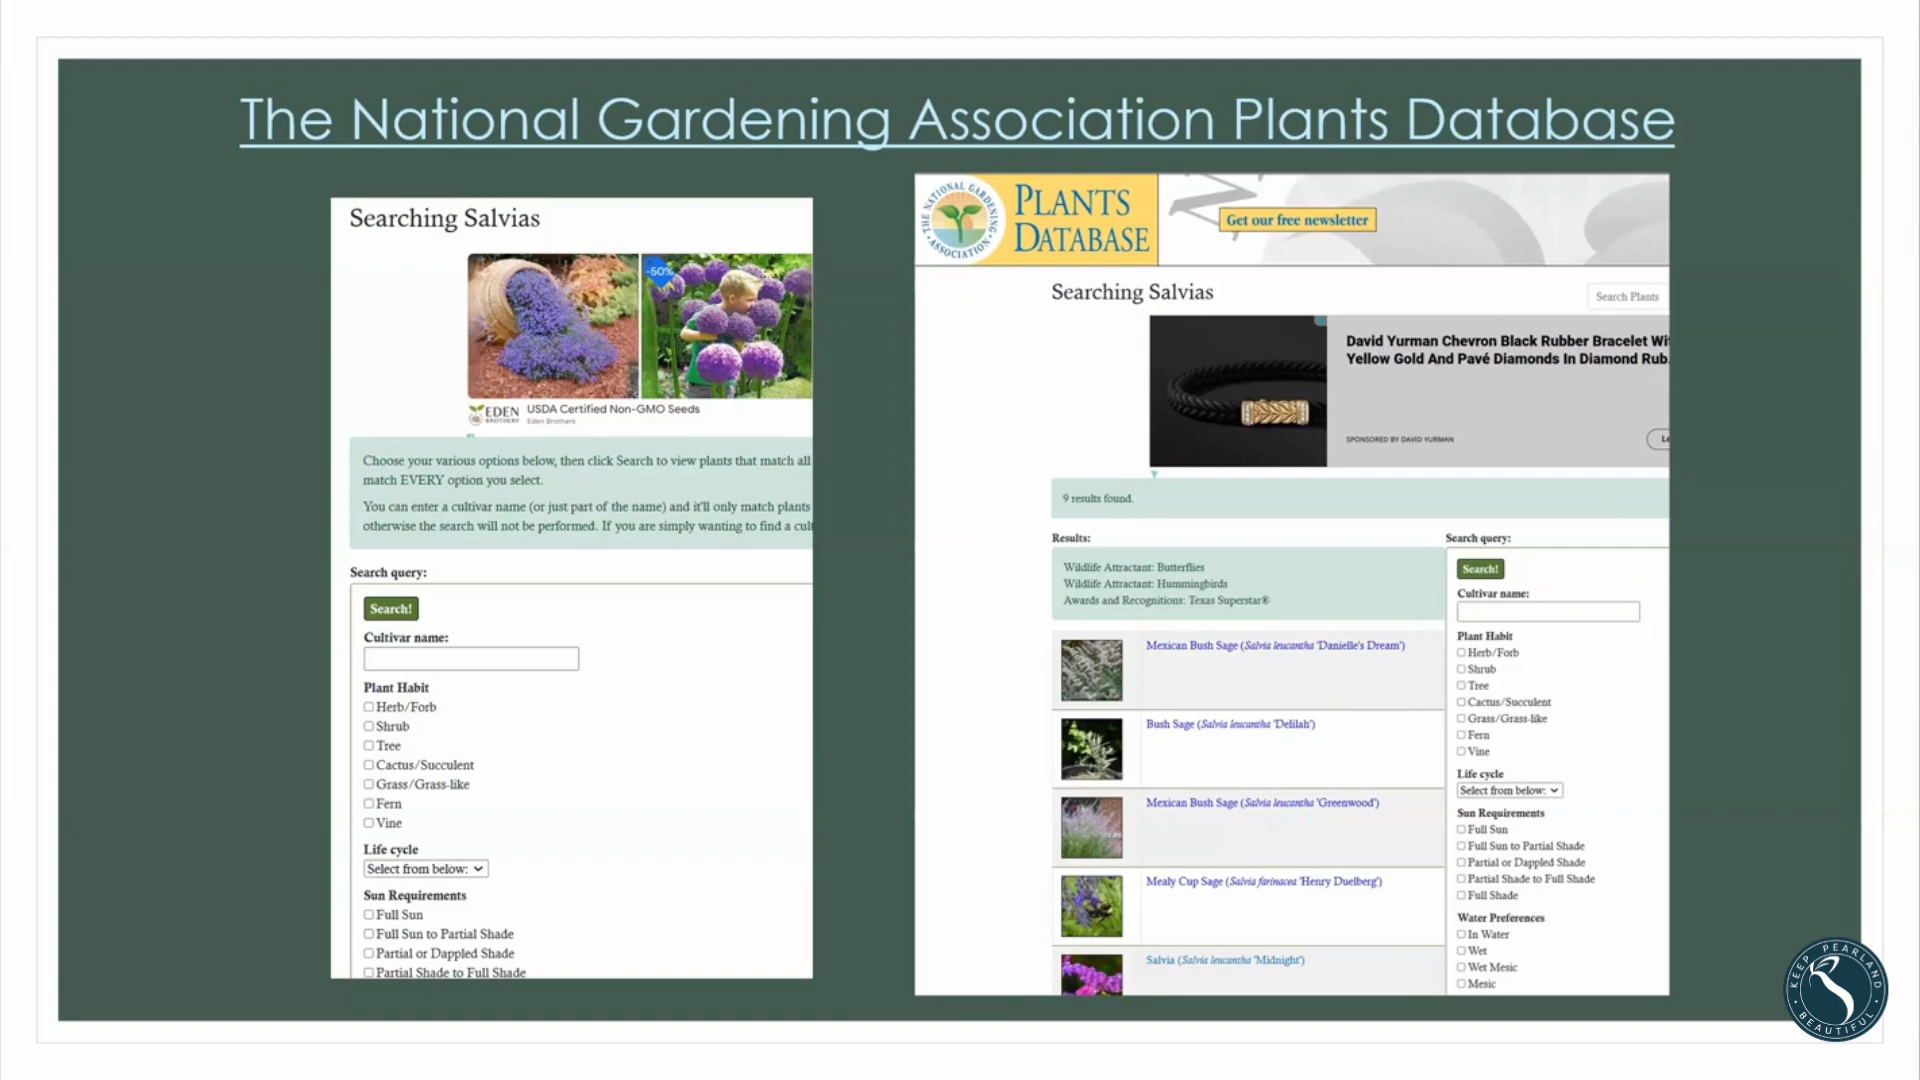 The National Gardening Association Plants Database
Searching Salvias
-50%
EDEN
BROTHERS
USDA Certified Non-GMO Seeds
Eden Brothers
Choose your various options below, then click Search to view plants that match all
match EVERY option you select.
You can enter a cultivar name (or just part of the name) and it'll only match plants
otherwise the search will not be performed. If you are simply wanting to find a cul
Search query:
Search!
Cultivar name:
Plant Habit
Herb/Forb
Shrub
Tree
Cactus/Succulent
Grass/Grass-like
Fern
Vine
Life cycle
Select from below:
Sun Requirements
Full Sun
Full Sun to Partial Shade
Partial or Dappled Shade
Partial Shade to Full Shade
THE NATIONAL GARDENING ASSOCIATION
PLANTS
DATABASE
Get our free newsletter
Searching Salvias
Search Plants
David Yurman Chevron Black Rubber Bracelet Wi
Yellow Gold And Pavé Diamonds In Diamond Rub
SPONSORED BY DAVID YURMAN
Le
9 results found.
Results:
Wildlife Attractant: Butterflies
Wildlife Attractant: Hummingbirds
Awards and Recognitions: Texas Superstar®
Mexican Bush Sage (Salvia leucantha 'Danielle's Dream')
Bush Sage (Salvia leucantha 'Delilah')
Mexican Bush Sage (Salvia leucantha 'Greenwood')
Mealy Cup Sage (Salvia farinacea 'Henry Duelberg')
Salvia (Salvia leucantha 'Midnight')
Search query:
Search!
Cultivar name:
Plant Habit
Herb/Forb
Shrub
Tree
Cactus/Succulent
Grass/Grass-like
Fern
Vine
Life cycle
Select from below:
Sun Requirements
Full Sun
Full Sun to Partial Shade
Partial or Dappled Shade
Partial Shade to Full Shade
Full Shade
Water Preferences
In Water
Wet
Wet Mesic
Mesic
KEEP PEARLAND BEAUTIFUL